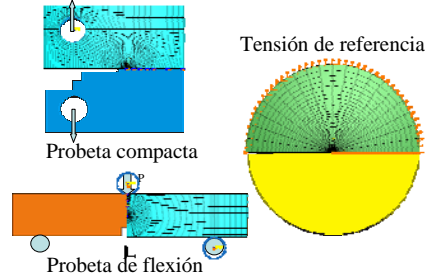 Tensión de referencia
Probeta compacta
P
Probeta de flexión